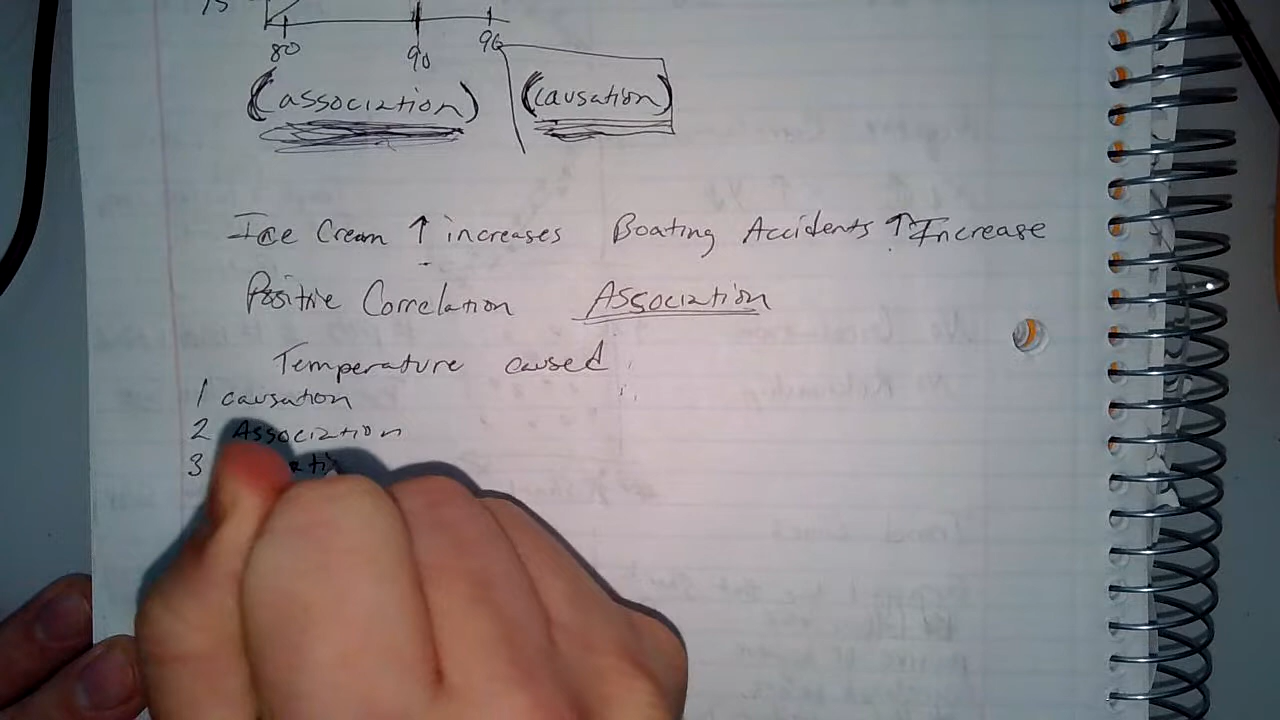 75
80 90 96
(association) (causation)
Ice Cream ↑ increases Boating Accidents ↑ Increase
Positive Correlation Association
Temperature caused
1 causation
2 Association
3